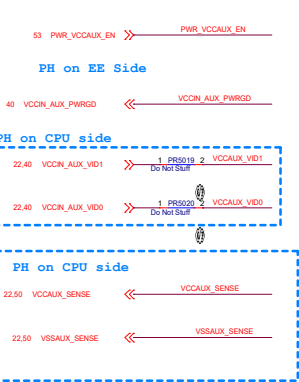 53 PWR_VCCAUX_EN PWR_VCCAUX_EN
PH on EE Side
40 VCCIN_AUX_PWRGD VCCIN_AUX_PWRGD
PH on CPU side
22,40 VCCIN_AUX_VID1 1 PR5019 2 VCCAUX_VID1
Do Not Stuff
22,40 VCCIN_AUX_VID0 1 PR5020 2 VCCAUX_VID0
Do Not Stuff
PH on CPU side
22,50 VCCAUX_SENSE VCCAUX_SENSE
22,50 VSSAUX_SENSE VSSAUX_SENSE